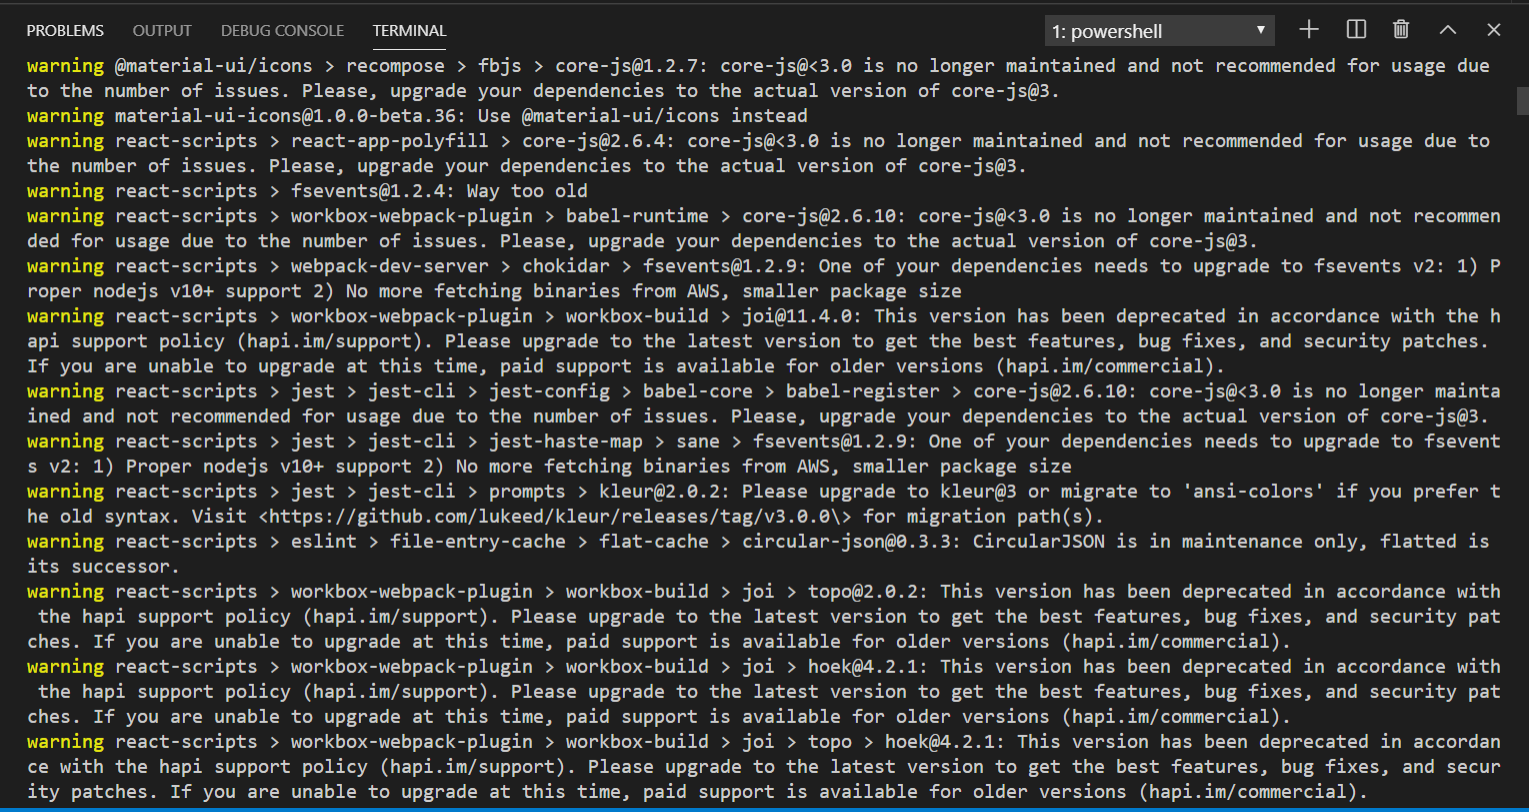 PROBLEMS OUTPUT DEBUG CONSOLE TERMINAL 1: powershell
warning @material-ui/icons > recompose > fbjs > core-js@1.2.7: core-js@<3.0 is no longer maintained and not recommended for usage due
to the number of issues. Please, upgrade your dependencies to the actual version of core-js@3.
warning material-ui-icons@1.0.0-beta.36: Use @material-ui/icons instead
warning react-scripts > react-app-polyfill > core-js@2.6.4: core-js@<3.0 is no longer maintained and not recommended for usage due to
the number of issues. Please, upgrade your dependencies to the actual version of core-js@3.
warning react-scripts > fsevents@1.2.4: Way too old
warning react-scripts > workbox-webpack-plugin > babel-runtime > core-js@2.6.10: core-js@<3.0 is no longer maintained and not recommen
ded for usage due to the number of issues. Please, upgrade your dependencies to the actual version of core-js@3.
warning react-scripts > webpack-dev-server > chokidar > fsevents@1.2.9: One of your dependencies needs to upgrade to fsevents v2: 1) P
roper nodejs v10+ support 2) No more fetching binaries from AWS, smaller package size
warning react-scripts > workbox-webpack-plugin > workbox-build > joi@11.4.0: This version has been deprecated in accordance with the h
api support policy (hapi.im/support). Please upgrade to the latest version to get the best features, bug fixes, and security patches.
If you are unable to upgrade at this time, paid support is available for older versions (hapi.im/commercial).
warning react-scripts > jest > jest-cli > jest-config > babel-core > babel-register > core-js@2.6.10: core-js@<3.0 is no longer mainta
ined and not recommended for usage due to the number of issues. Please, upgrade your dependencies to the actual version of core-js@3.
warning react-scripts > jest > jest-cli > jest-haste-map > sane > fsevents@1.2.9: One of your dependencies needs to upgrade to fsevent
s v2: 1) Proper nodejs v10+ support 2) No more fetching binaries from AWS, smaller package size
warning react-scripts > jest > jest-cli > prompts > kleur@2.0.2: Please upgrade to kleur@3 or migrate to 'ansi-colors' if you prefer t
he old syntax. Visit <https://github.com/lukeed/kleur/releases/tag/v3.0.0\> for migration path(s).
warning react-scripts > eslint > file-entry-cache > flat-cache > circular-json@0.3.3: CircularJSON is in maintenance only, flatted is
its successor.
warning react-scripts > workbox-webpack-plugin > workbox-build > joi > topo@2.0.2: This version has been deprecated in accordance with
 the hapi support policy (hapi.im/support). Please upgrade to the latest version to get the best features, bug fixes, and security pat
ches. If you are unable to upgrade at this time, paid support is available for older versions (hapi.im/commercial).
warning react-scripts > workbox-webpack-plugin > workbox-build > joi > hoek@4.2.1: This version has been deprecated in accordance with
 the hapi support policy (hapi.im/support). Please upgrade to the latest version to get the best features, bug fixes, and security pat
ches. If you are unable to upgrade at this time, paid support is available for older versions (hapi.im/commercial).
warning react-scripts > workbox-webpack-plugin > workbox-build > joi > topo > hoek@4.2.1: This version has been deprecated in accordan
ce with the hapi support policy (hapi.im/support). Please upgrade to the latest version to get the best features, bug fixes, and secur
ity patches. If you are unable to upgrade at this time, paid support is available for older versions (hapi.im/commercial).